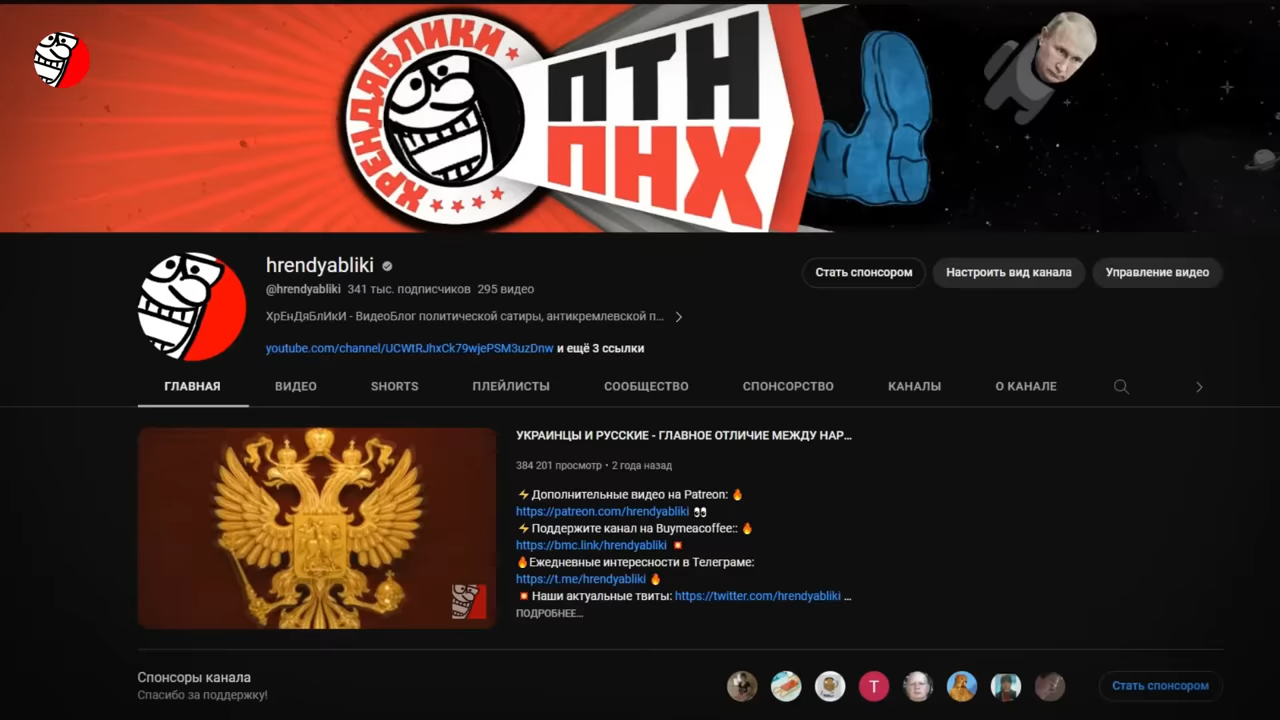 ХРЕНДЯБЛИКИ
ПТН
ПНХ
hrendyabliki
Стать спонсором
Настроить вид канала
Управление видео
@hrendyabliki 341 тыс. подписчиков 295 видео
ХрЕнДяБлИкИ - ВидеоБлог политической сатиры, антикремлевской п...
youtube.com/channel/UCWtRJhxCk79wjePSM3uzDnw и ещё 3 ссылки
ГЛАВНАЯ ВИДЕО SHORTS ПЛЕЙЛИСТЫ СООБЩЕСТВО СПОНСОРСТВО КАНАЛЫ О КАНАЛЕ
УКРАИНЦЫ И РУССКИЕ - ГЛАВНОЕ ОТЛИЧИЕ МЕЖДУ НАР...
384 201 просмотр • 2 года назад
⚡Дополнительные видео на Patreon: 🔥
https://patreon.com/hrendyabliki 👀
⚡Поддержите канал на Buymeacoffee:: 🔥
https://bmc.link/hrendyabliki 💥
🔥Ежедневные интересности в Телеграме:
https://t.me/hrendyabliki 🔥
💥 Наши актуальные твиты: https://twitter.com/hrendyabliki ...
ПОДРОБНЕЕ...
Спонсоры канала
Спасибо за поддержку!
T
Стать спонсором